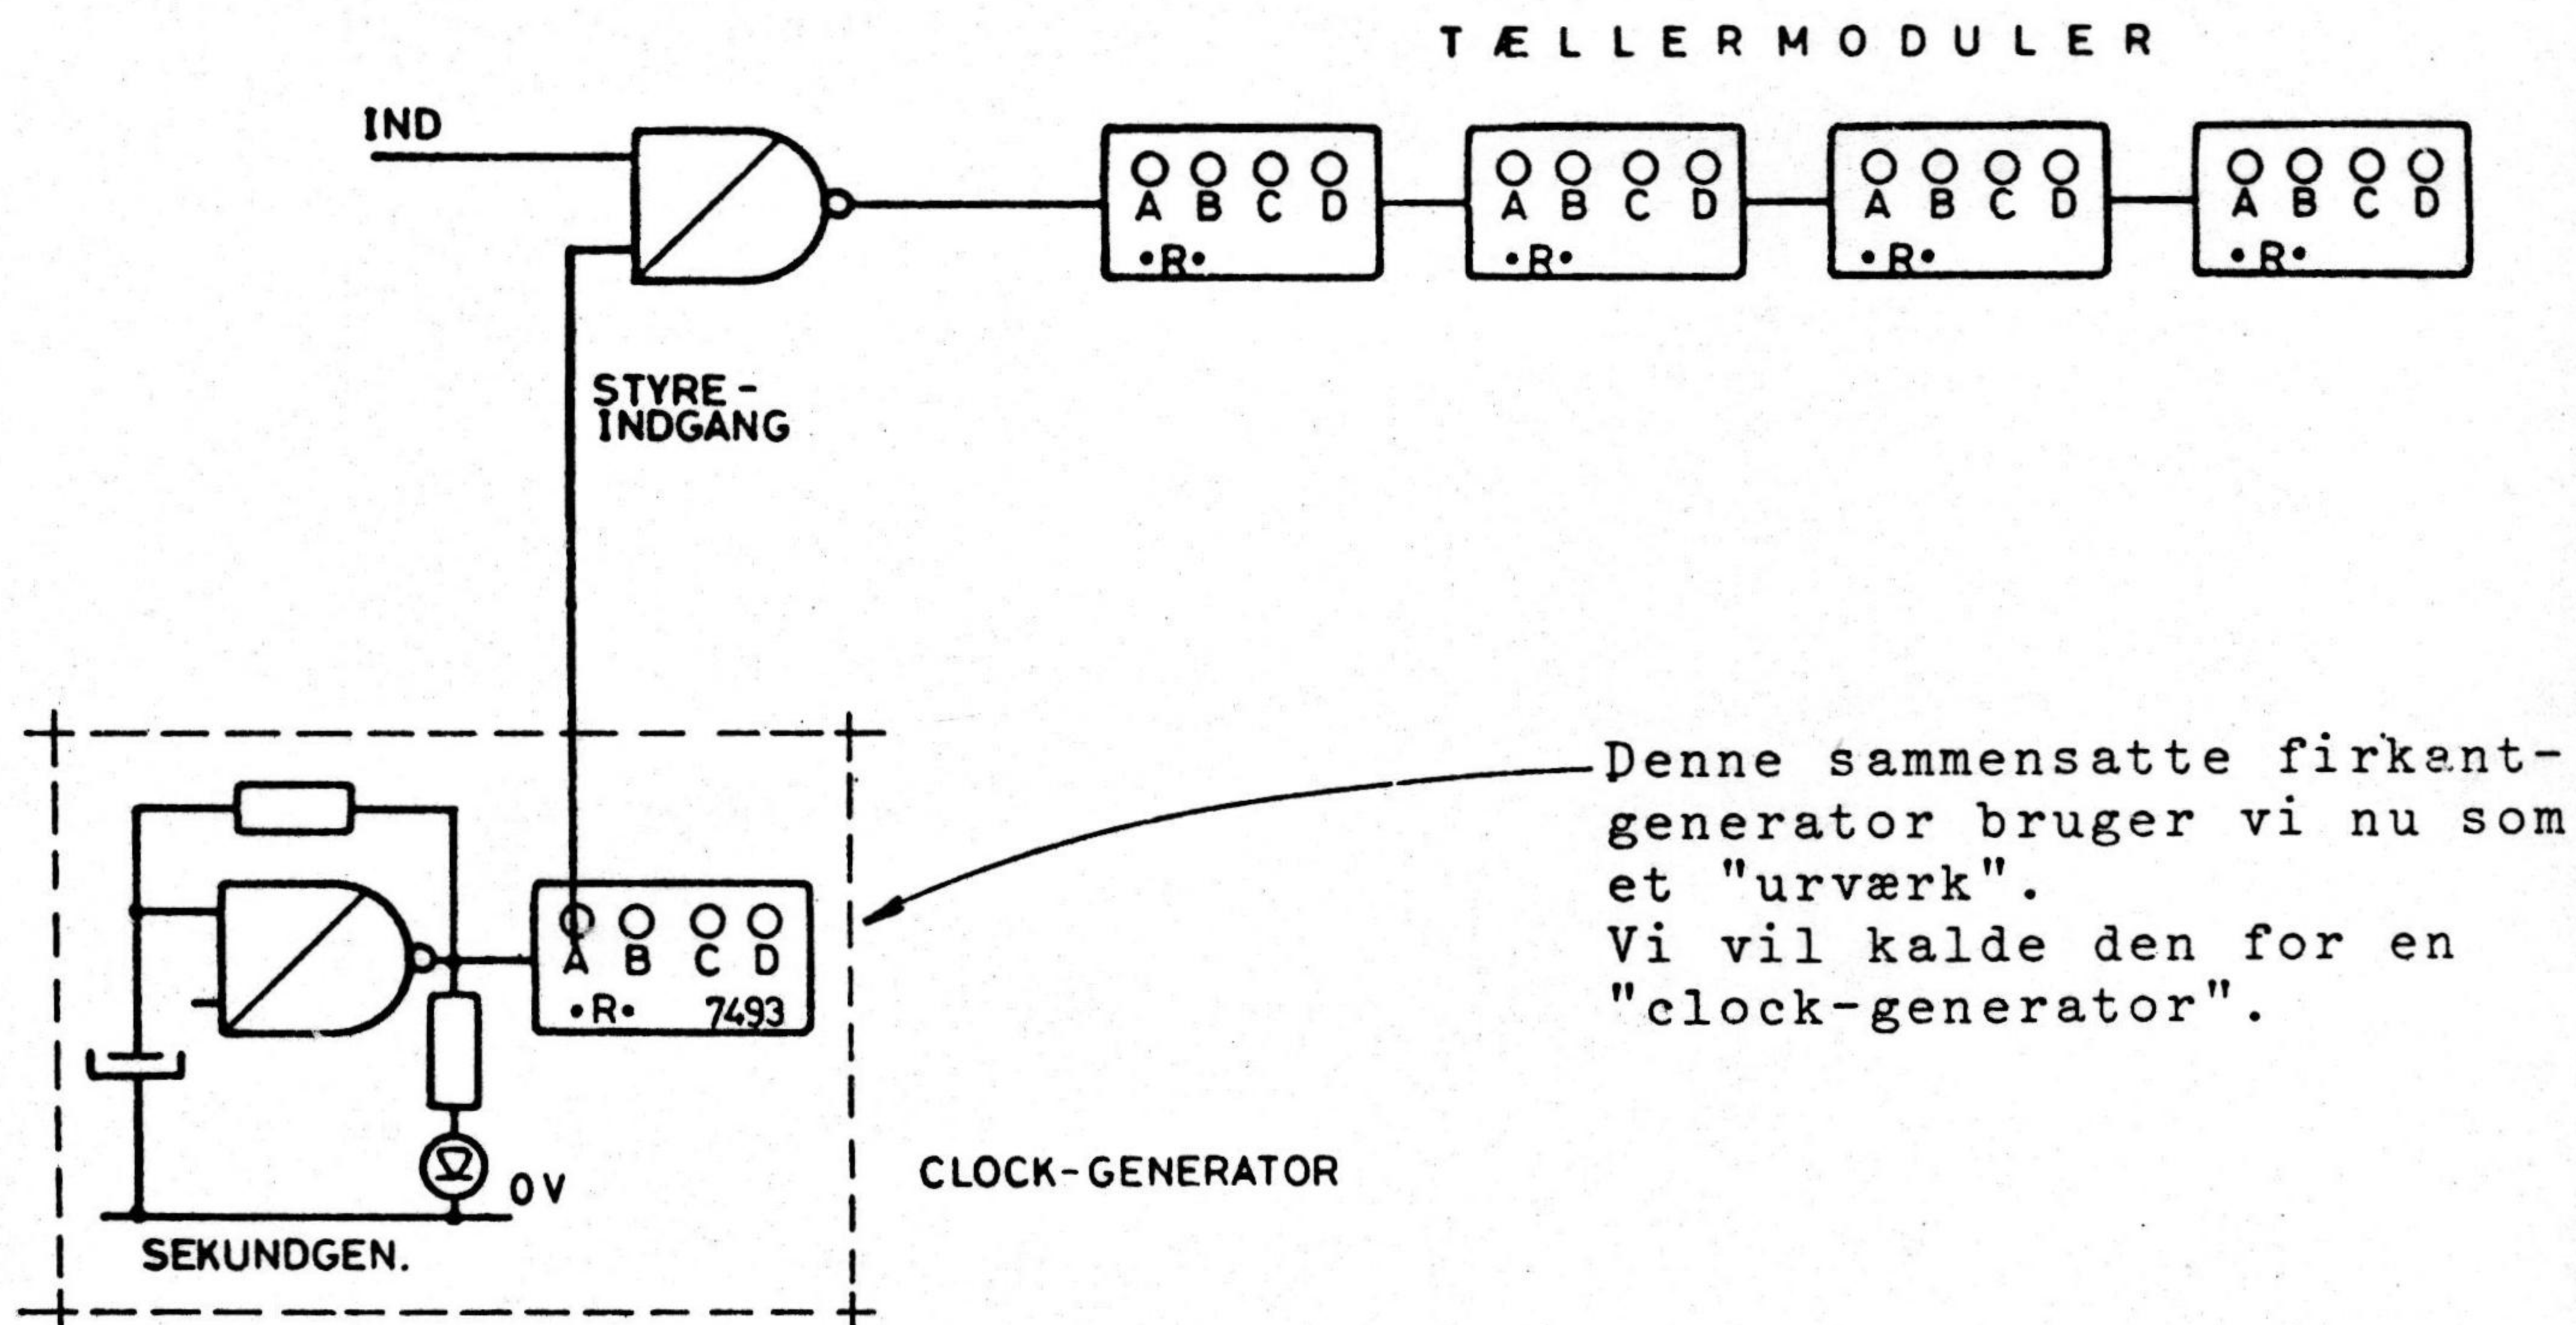 TÆLLERMODULER
IND
A B C D
•R•
A B C D
•R•
A B C D
•R•
A B C D
•R•
STYRE-
INDGANG
Denne sammensatte firkant-
generator bruger vi nu som
et "urværk".
Vi vil kalde den for en
"clock-generator".
A B C D
•R• 7493
0V
CLOCK-GENERATOR
SEKUNDGEN.